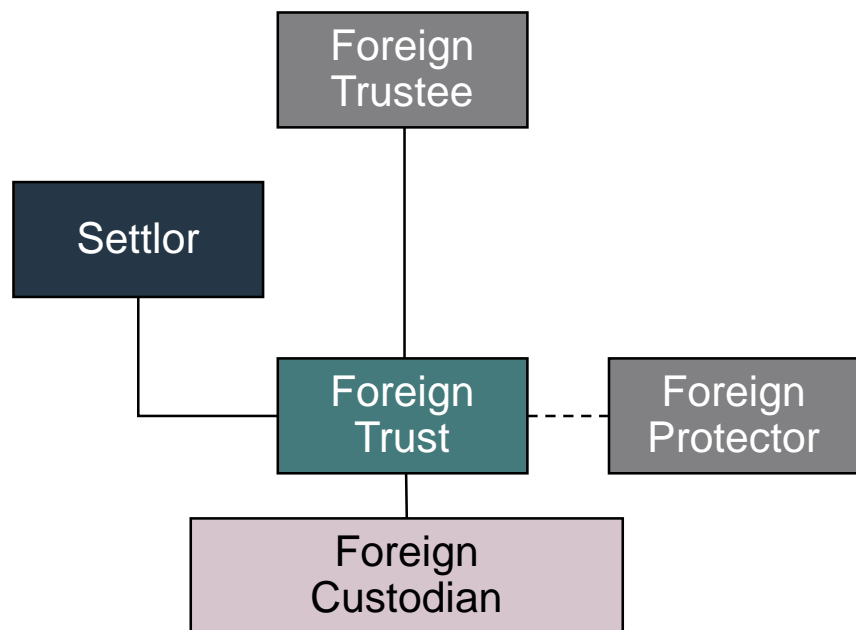 Foreign
Trustee
Settlor
Foreign
Trust
Foreign
Protector
Foreign
Custodian